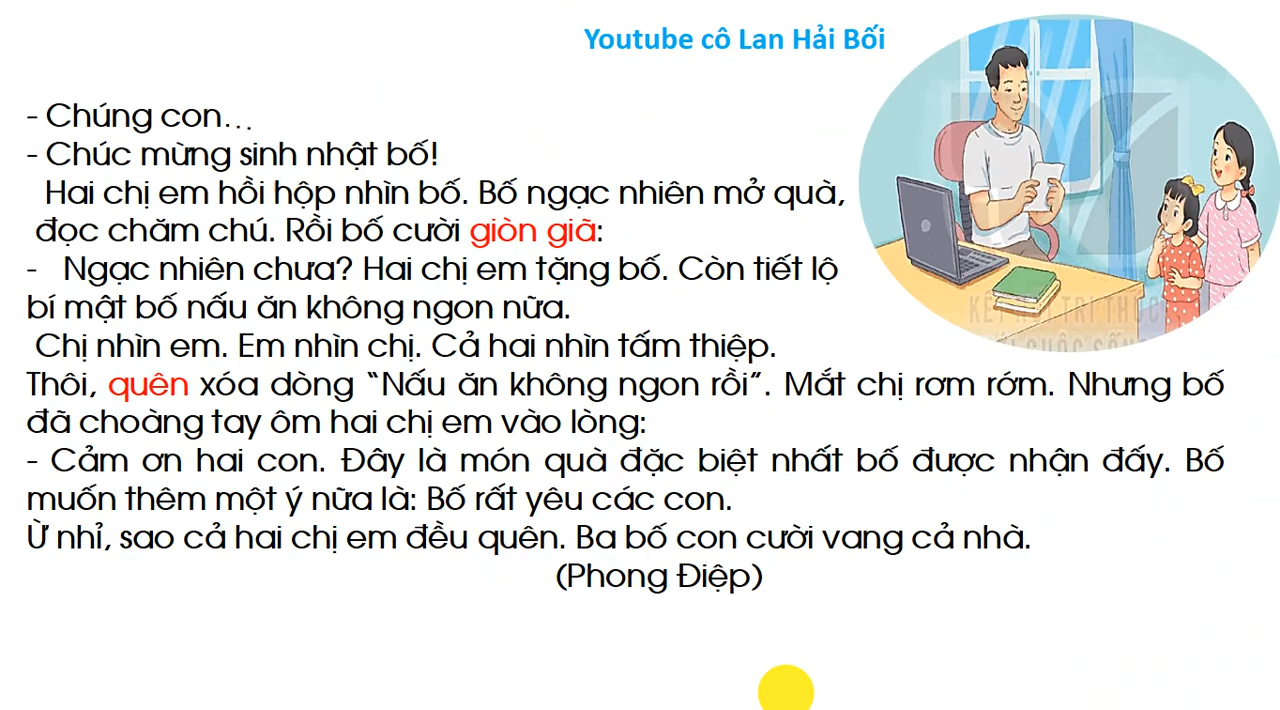 Youtube cô Lan Hải Bối
- Chúng con...
- Chúc mừng sinh nhật bố!
Hai chị em hồi hộp nhìn bố. Bố ngạc nhiên mở quà,
đọc chăm chú. Rồi bố cười giòn giã:
- Ngạc nhiên chưa? Hai chị em tặng bố. Còn tiết lộ
bí mật bố nấu ăn không ngon nữa.
Chị nhìn em. Em nhìn chị. Cả hai nhìn tấm thiệp.
Thôi, quên xóa dòng “Nấu ăn không ngon rồi”. Mắt chị rơm rớm. Nhưng bố
đã choàng tay ôm hai chị em vào lòng:
- Cảm ơn hai con. Đây là món quà đặc biệt nhất bố được nhận đấy. Bố
muốn thêm một ý nữa là: Bố rất yêu các con.
Ừ nhỉ, sao cả hai chị em đều quên. Ba bố con cười vang cả nhà.
(Phong Điệp)